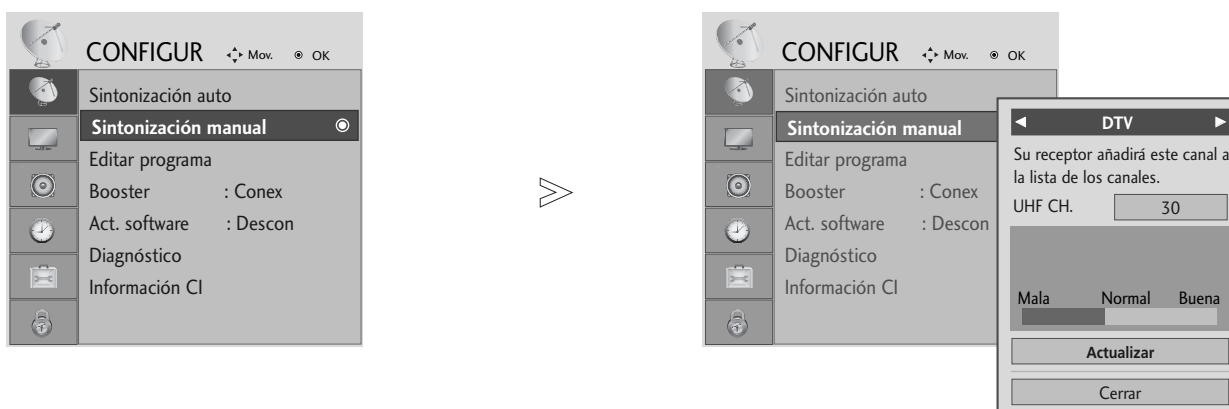 CONFIGUR Mov. OK
Sintonización auto
Sintonización manual
Editar programa
Booster : Conex
Act. software : Descon
Diagnóstico
Información CI
CONFIGUR Mov. OK
Sintonización auto
Sintonización manual
Editar programa
Booster : Conex
Act. software : Descon
Diagnóstico
Información CI
DTV
Su receptor añadirá este canal a
la lista de los canales.
UHF CH. 30
Mala Normal Buena
Actualizar
Cerrar